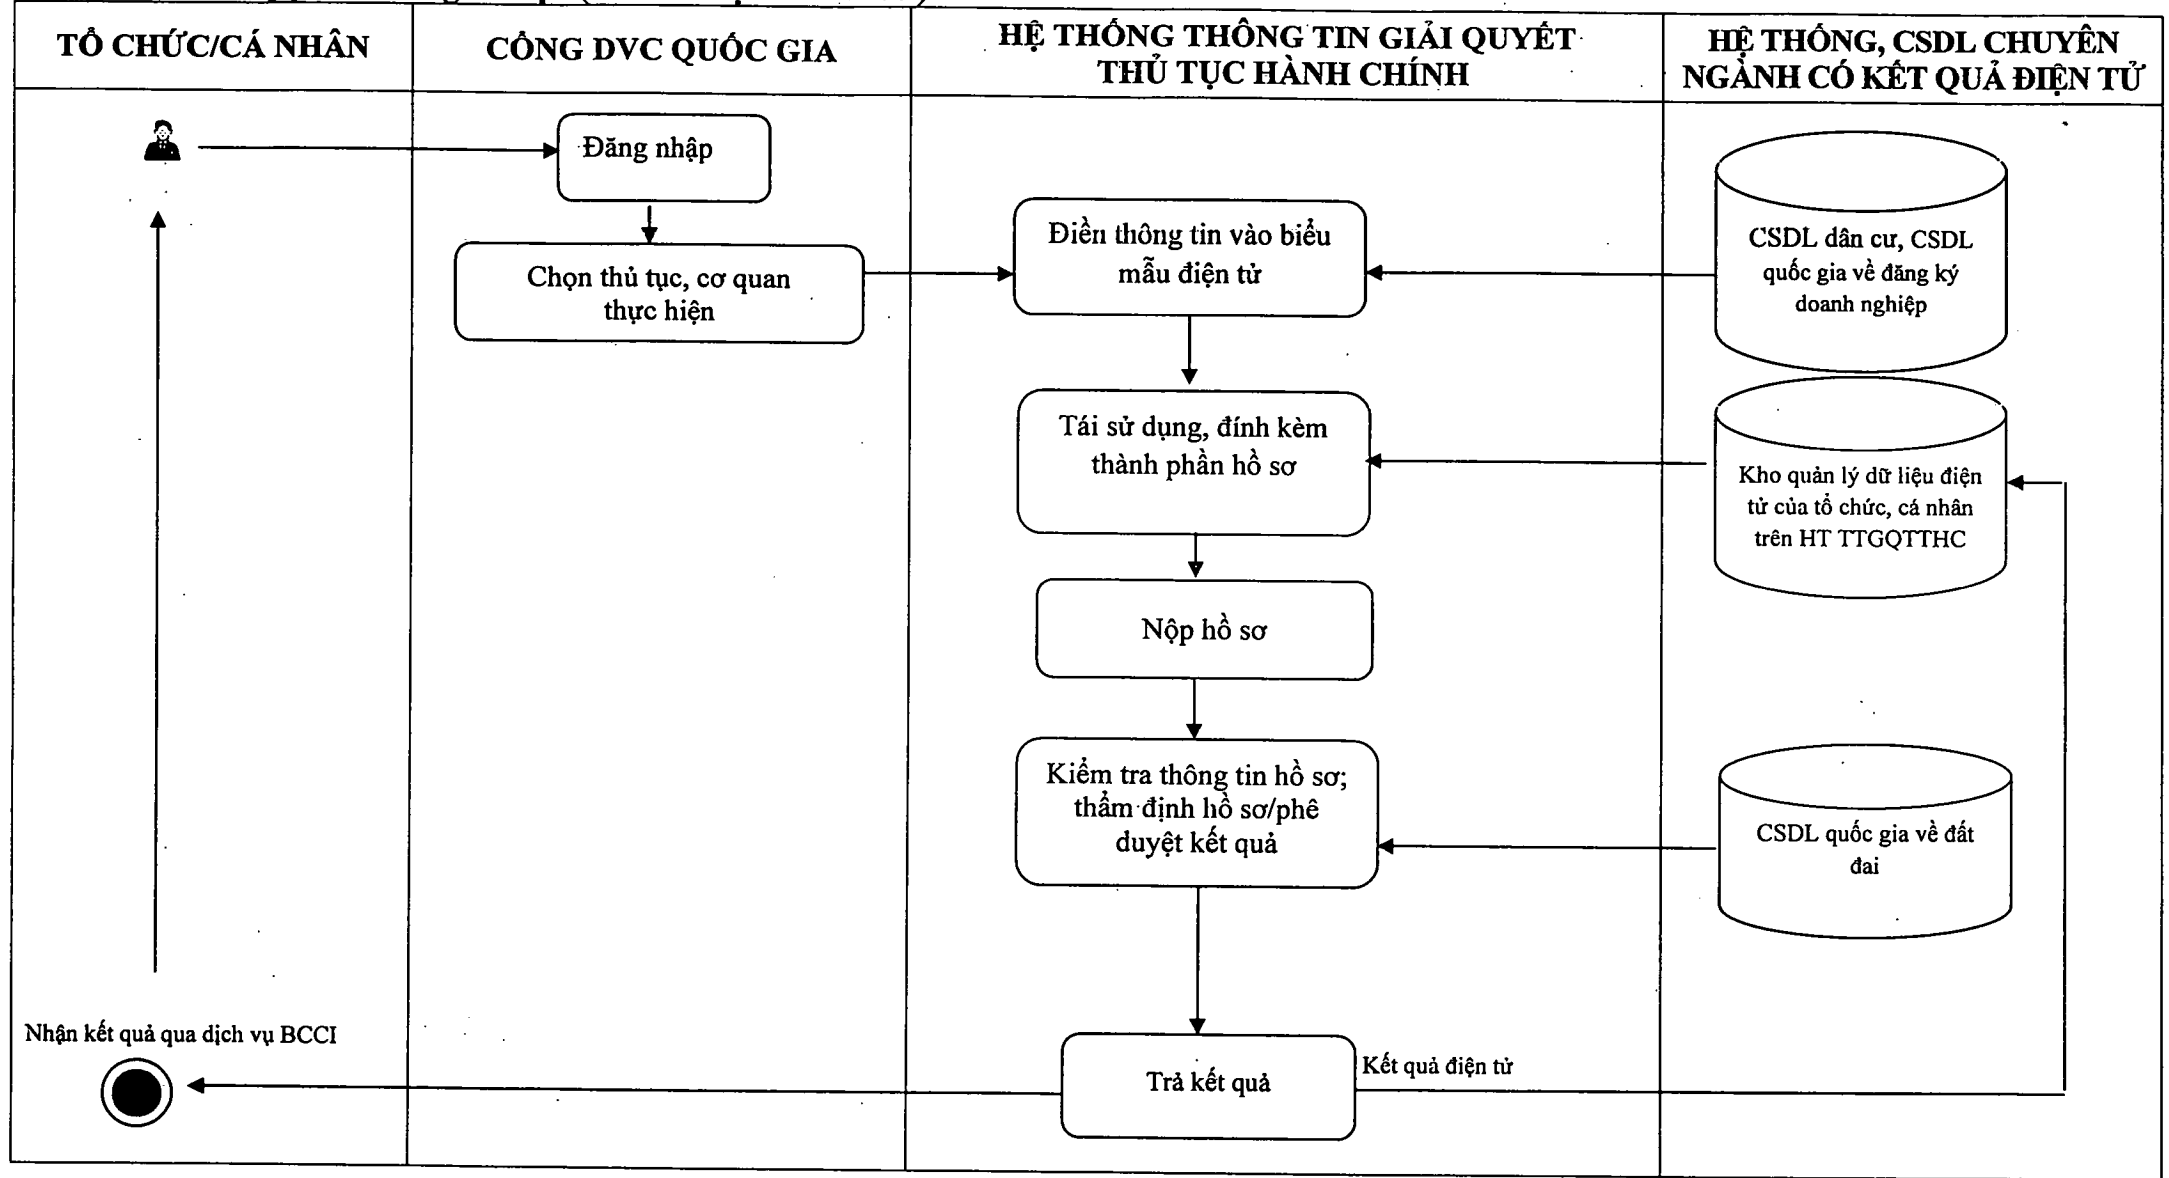 TỔ CHỨC/CÁ NHÂN
CỔNG DVC QUỐC GIA
HỆ THỐNG THÔNG TIN GIẢI QUYẾT
THỦ TỤC HÀNH CHÍNH
HỆ THỐNG, CSDL CHUYÊN
NGÀNH CÓ KẾT QUẢ ĐIỆN TỬ
Đăng nhập
Chọn thủ tục, cơ quan
thực hiện
Điền thông tin vào biểu
mẫu điện tử
CSDL dân cư, CSDL
quốc gia về đăng ký
doanh nghiệp
Tái sử dụng, đính kèm
thành phần hồ sơ
Kho quản lý dữ liệu điện
tử của tổ chức, cá nhân
trên HT TTGQTTHC
Nộp hồ sơ
Kiểm tra thông tin hồ sơ;
thẩm định hồ sơ/phê
duyệt kết quả
CSDL quốc gia về đất
đai
Nhận kết quả qua dịch vụ BCCI
Trả kết quả
Kết quả điện tử